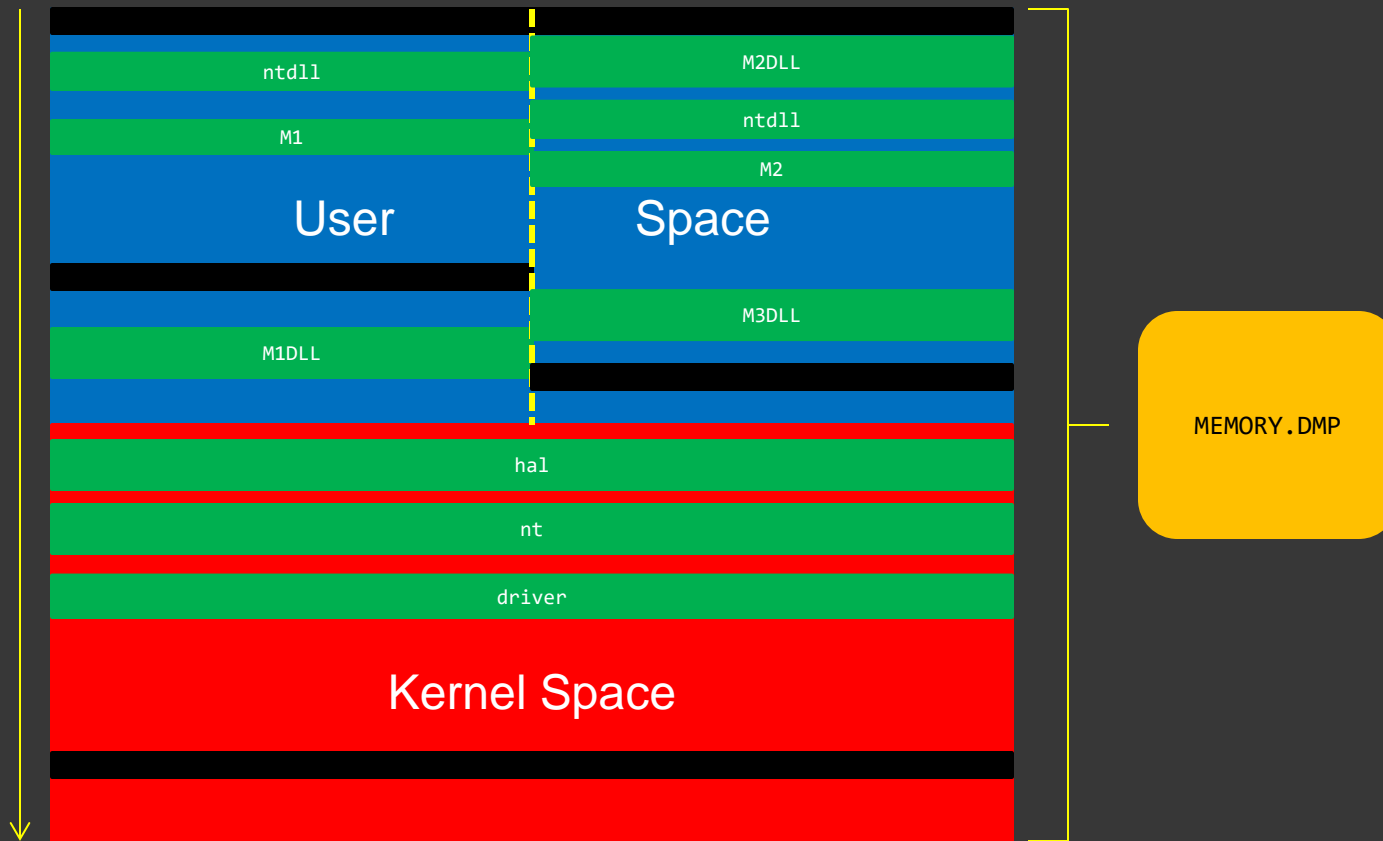 ntdll
M2DLL
ntdll
M1
M2
User Space
M3DLL
M1DLL
MEMORY.DMP
hal
nt
driver
Kernel Space